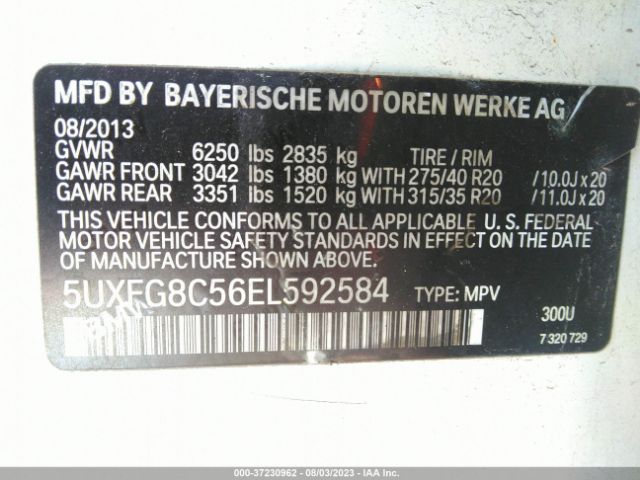 MFD BY BAYERISCHE MOTOREN WERKE AG
08/2013
GVWR 6250 lbs 2835 kg TIRE / RIM
GAWR FRONT 3042 lbs 1380 kg WITH 275/40 R20 /10.0J x 20
GAWR REAR 3351 lbs 1520 kg WITH 315/35 R20 /11.0J x 20
THIS VEHICLE CONFORMS TO ALL APPLICABLE U. S. FEDERAL
MOTOR VEHICLE SAFETY STANDARDS IN EFFECT ON THE DATE
OF MANUFACTURE SHOWN ABOVE.
5UXFG8C56EL592584 TYPE: MPV
BMW
300U
7 320 729
000-37230962 - 08/03/2023 - IAA Inc.